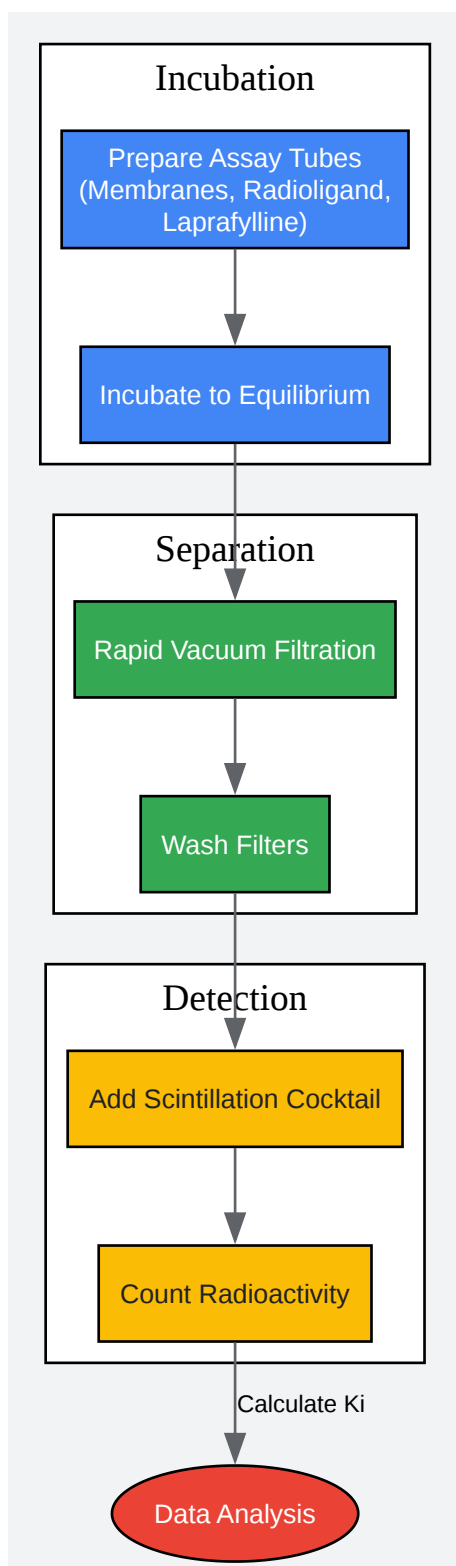 Incubation
Prepare Assay Tubes
(Membranes, Radioligand,
Laprafylline)
Incubate to Equilibrium
Separation
Rapid Vacuum Filtration
Wash Filters
Detection
Add Scintillation Cocktail
Count Radioactivity
Calculate Ki
Data Analysis